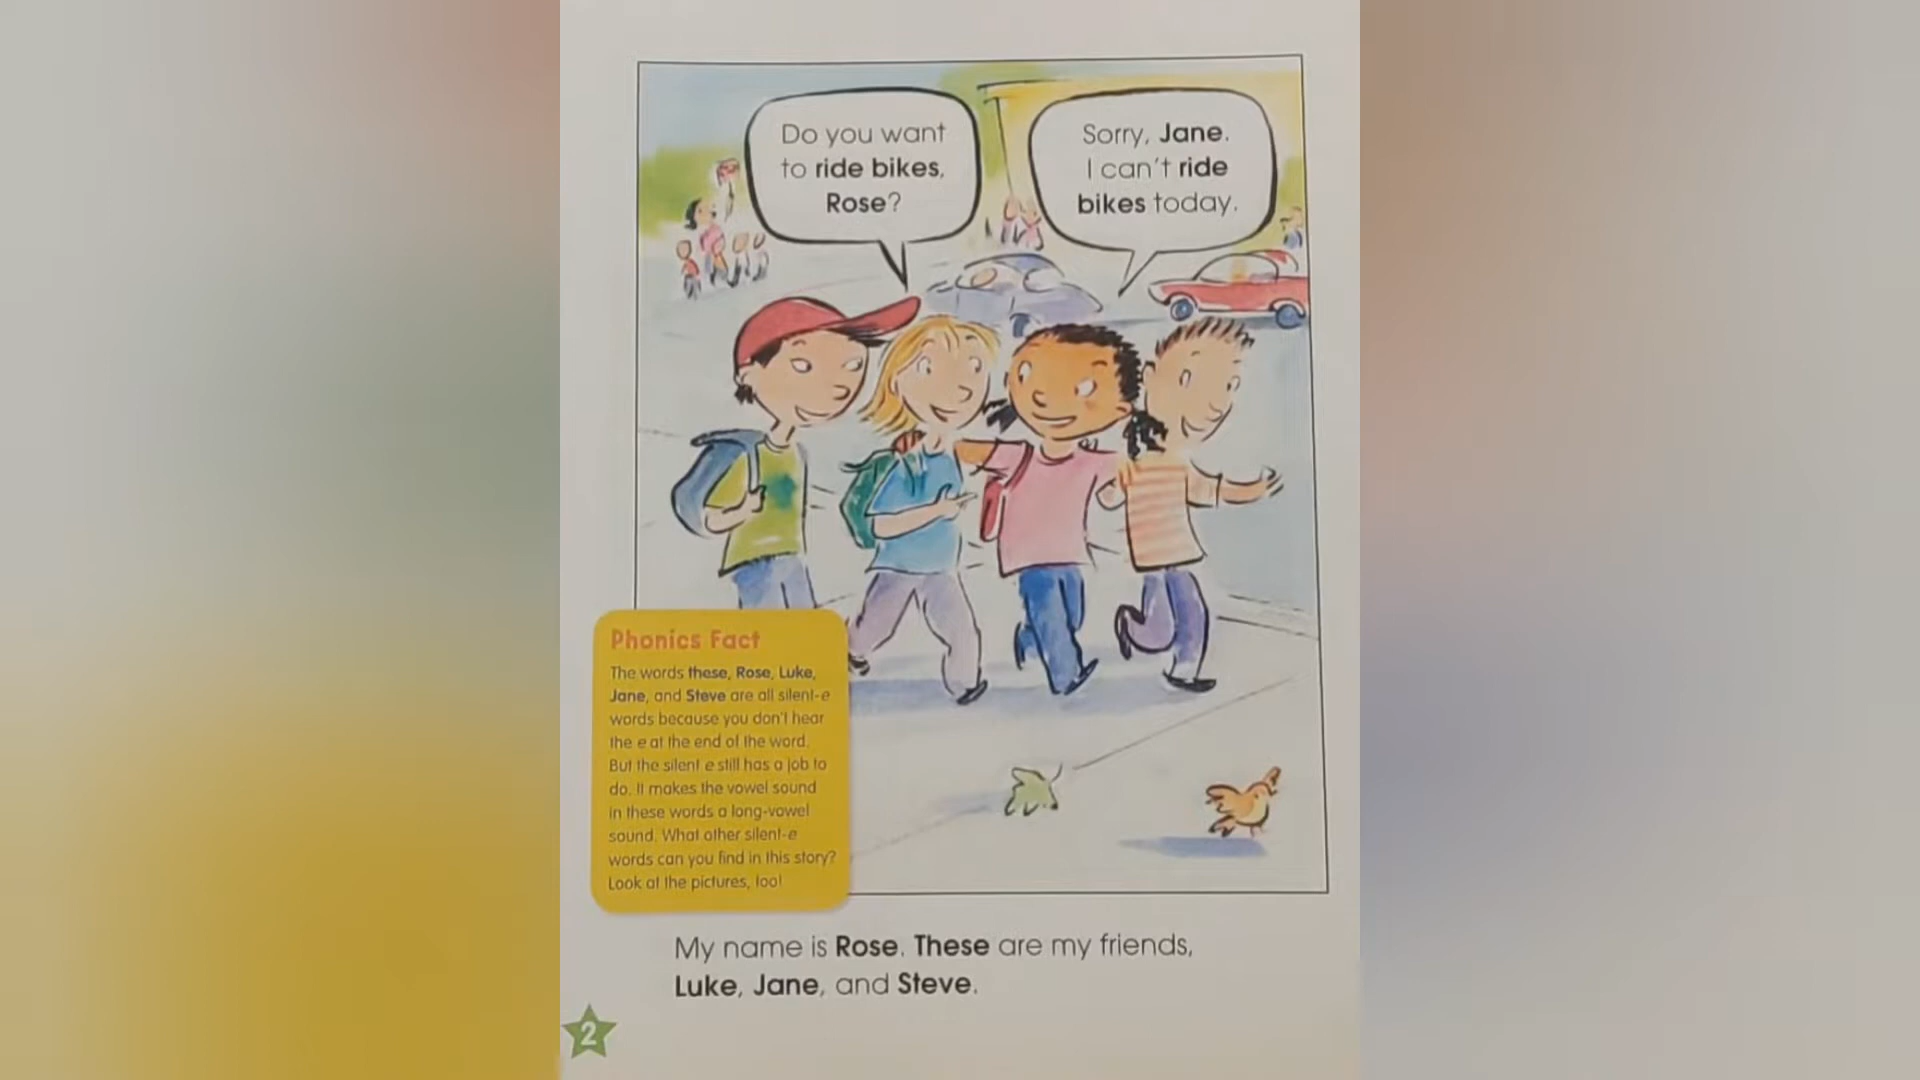 Do you want
to ride bikes,
Rose?
Sorry, Jane.
I can't ride
bikes today.
Phonics Fact
The words these, Rose, Luke,
Jane, and Steve are all silent-e
words because you don't hear
the e at the end of the word.
But the silent e still has a job to
do. It makes the vowel sound
in these words a long-vowel
sound. What other silent-e
words can you find in this story?
Look at the pictures, too!
My name is Rose. These are my friends,
Luke, Jane, and Steve.
2